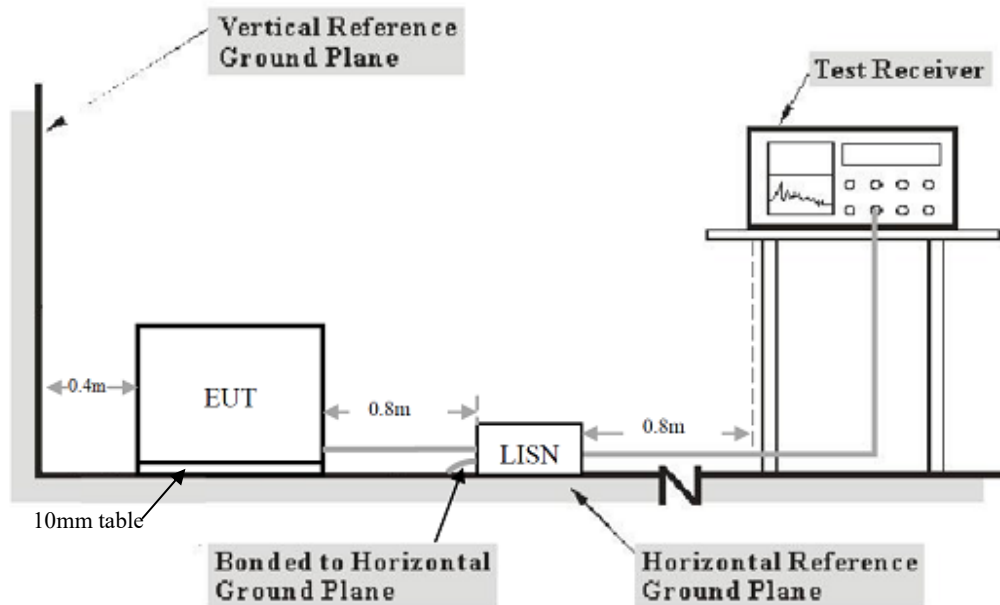 Vertical Reference
Ground Plane
Test Receiver
0.4m
EUT
0.8m
LISN
0.8m
10mm table
Bonded to Horizontal
Ground Plane
Horizontal Reference
Ground Plane